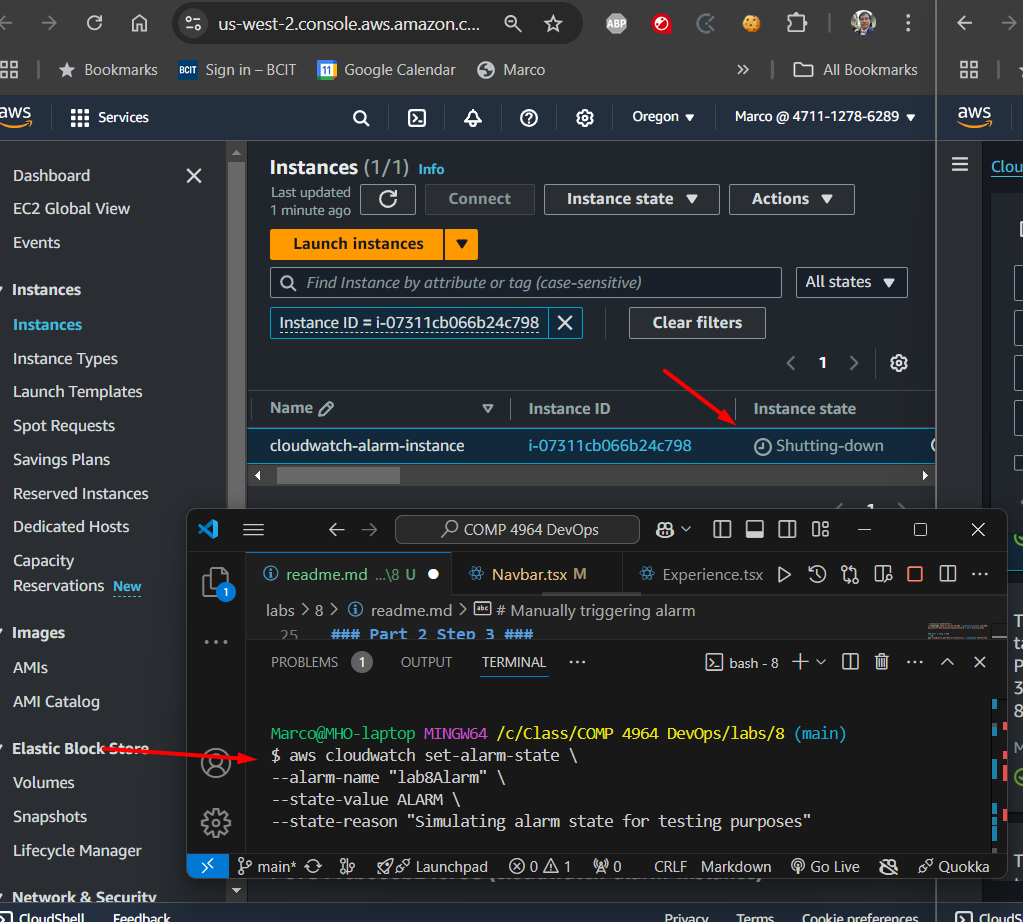 us-west-2.console.aws.amazon.c...
ABP
Bookmarks
BCIT
Sign in – BCIT
11
Google Calendar
Marco
»
All Bookmarks
aws
Services
Oregon ▼
Marco @ 4711-1278-6289 ▼
aws
Dashboard
EC2 Global View
Events
Instances
Instances
Instance Types
Launch Templates
Spot Requests
Savings Plans
Reserved Instances
Dedicated Hosts
Capacity
Reservations New
Images
AMIs
AMI Catalog
Elastic Block Store
Volumes
Snapshots
Lifecycle Manager
Network & Security
Instances (1/1) Info
Last updated
1 minute ago
Connect
Instance state ▼
Actions ▼
Launch instances
Find Instance by attribute or tag (case-sensitive)
All states ▼
Instance ID = i-07311cb066b24c798
Clear filters
1
Name
Instance ID
Instance state
cloudwatch-alarm-instance
i-07311cb066b24c798
Shutting-down
Clou
COMP 4964 DevOps
1
readme.md ...\8 U
Navbar.tsx M
Experience.tsx
labs > 8 > readme.md > abc # Manually triggering alarm
25 ### Part 2 Step 3 ###
PROBLEMS 1
OUTPUT
TERMINAL
...
bash - 8
Marco@MHO-laptop MINGW64 /c/Class/COMP 4964 DevOps/labs/8 (main)
$ aws cloudwatch set-alarm-state \
--alarm-name "lab8Alarm" \
--state-value ALARM \
--state-reason "Simulating alarm state for testing purposes"
main*
Launchpad
0
1
0
CRLF
Markdown
Go Live
Quokka
CloudShell
Feedback
Privacy
Terms
Cookie preferences
CloudS